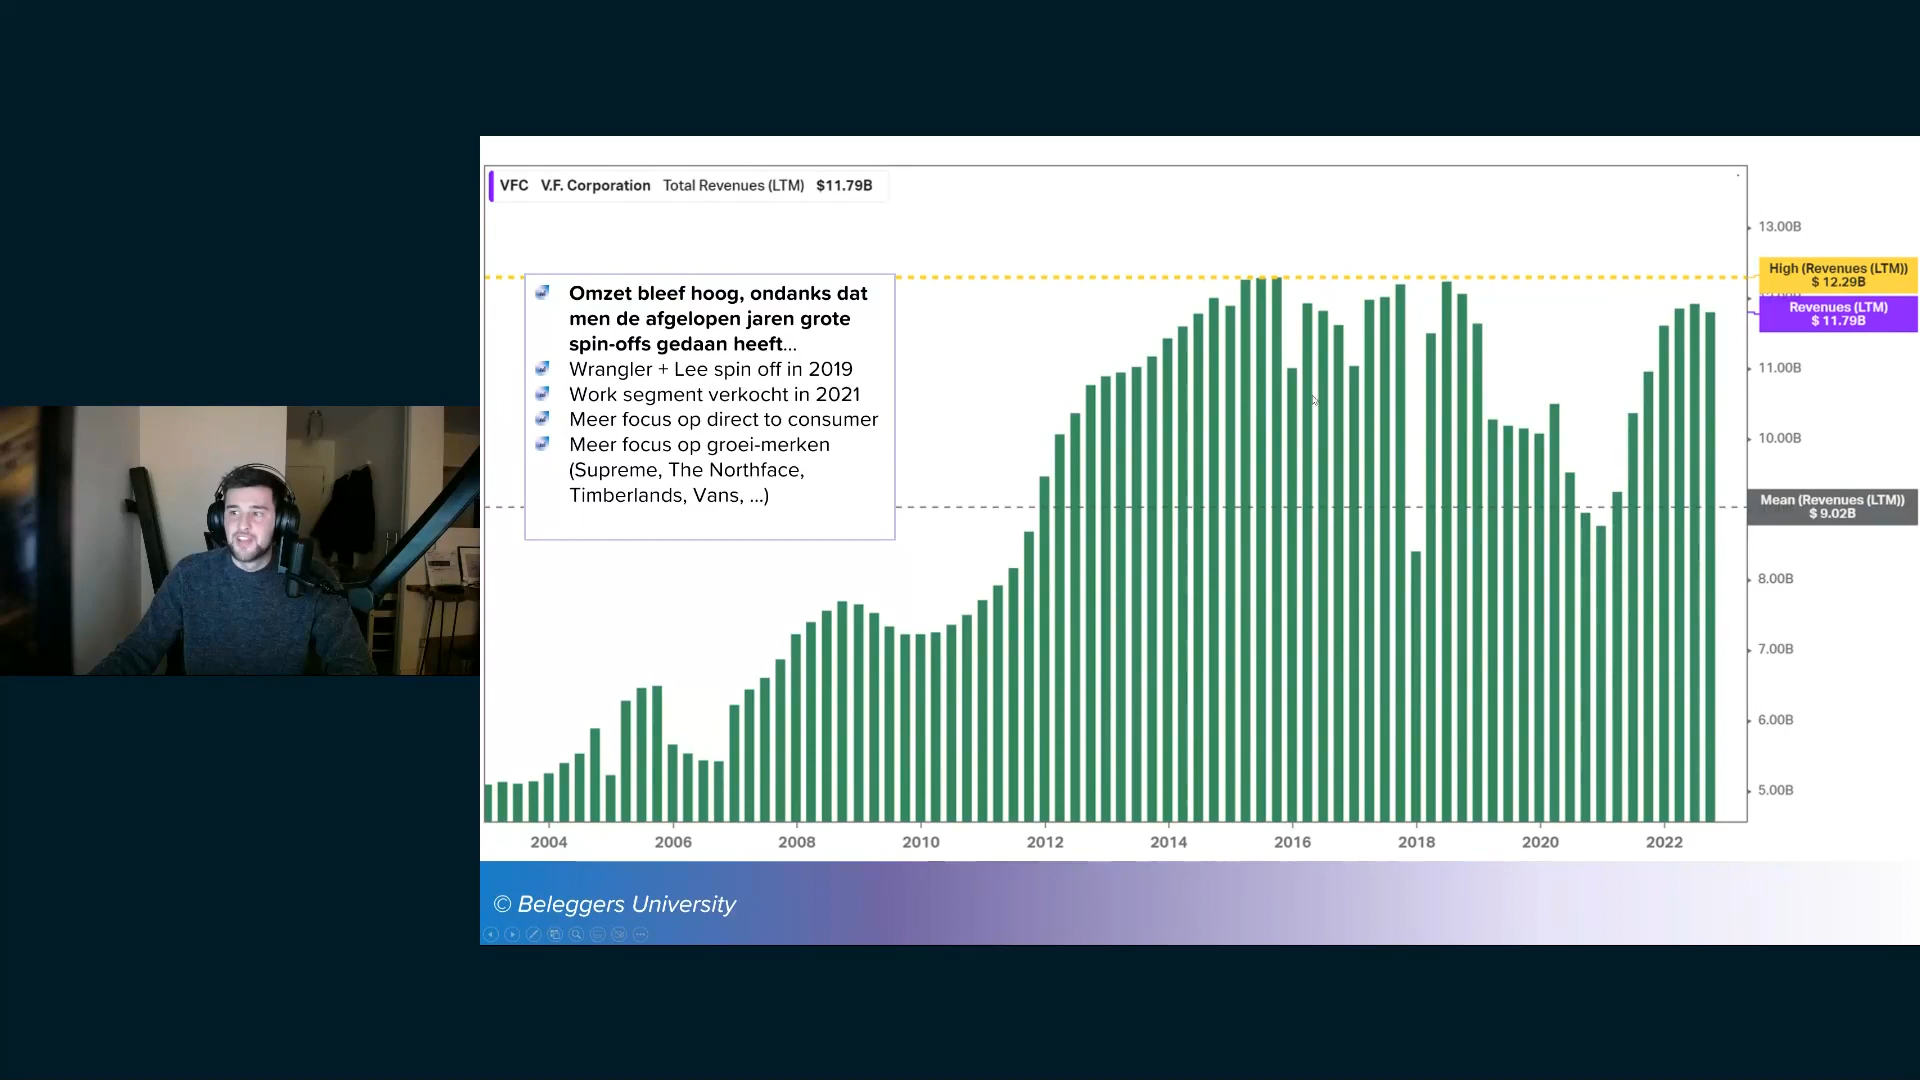 VFC V.F. Corporation Total Revenues (LTM) $11.79B
Omzet bleef hoog, ondanks dat
men de afgelopen jaren grote
spin-offs gedaan heeft...
Wrangler + Lee spin off in 2019
Work segment verkocht in 2021
Meer focus op direct to consumer
Meer focus op groei-merken
(Supreme, The Northface,
Timberlands, Vans, ...)
13.00B
High (Revenues (LTM))
$ 12.29B
Revenues (LTM)
$ 11.79B
11.00B
10.00B
Mean (Revenues (LTM))
$ 9.02B
8.00B
7.00B
6.00B
5.00B
2004 2006 2008 2010 2012 2014 2016 2018 2020 2022
© Beleggers University